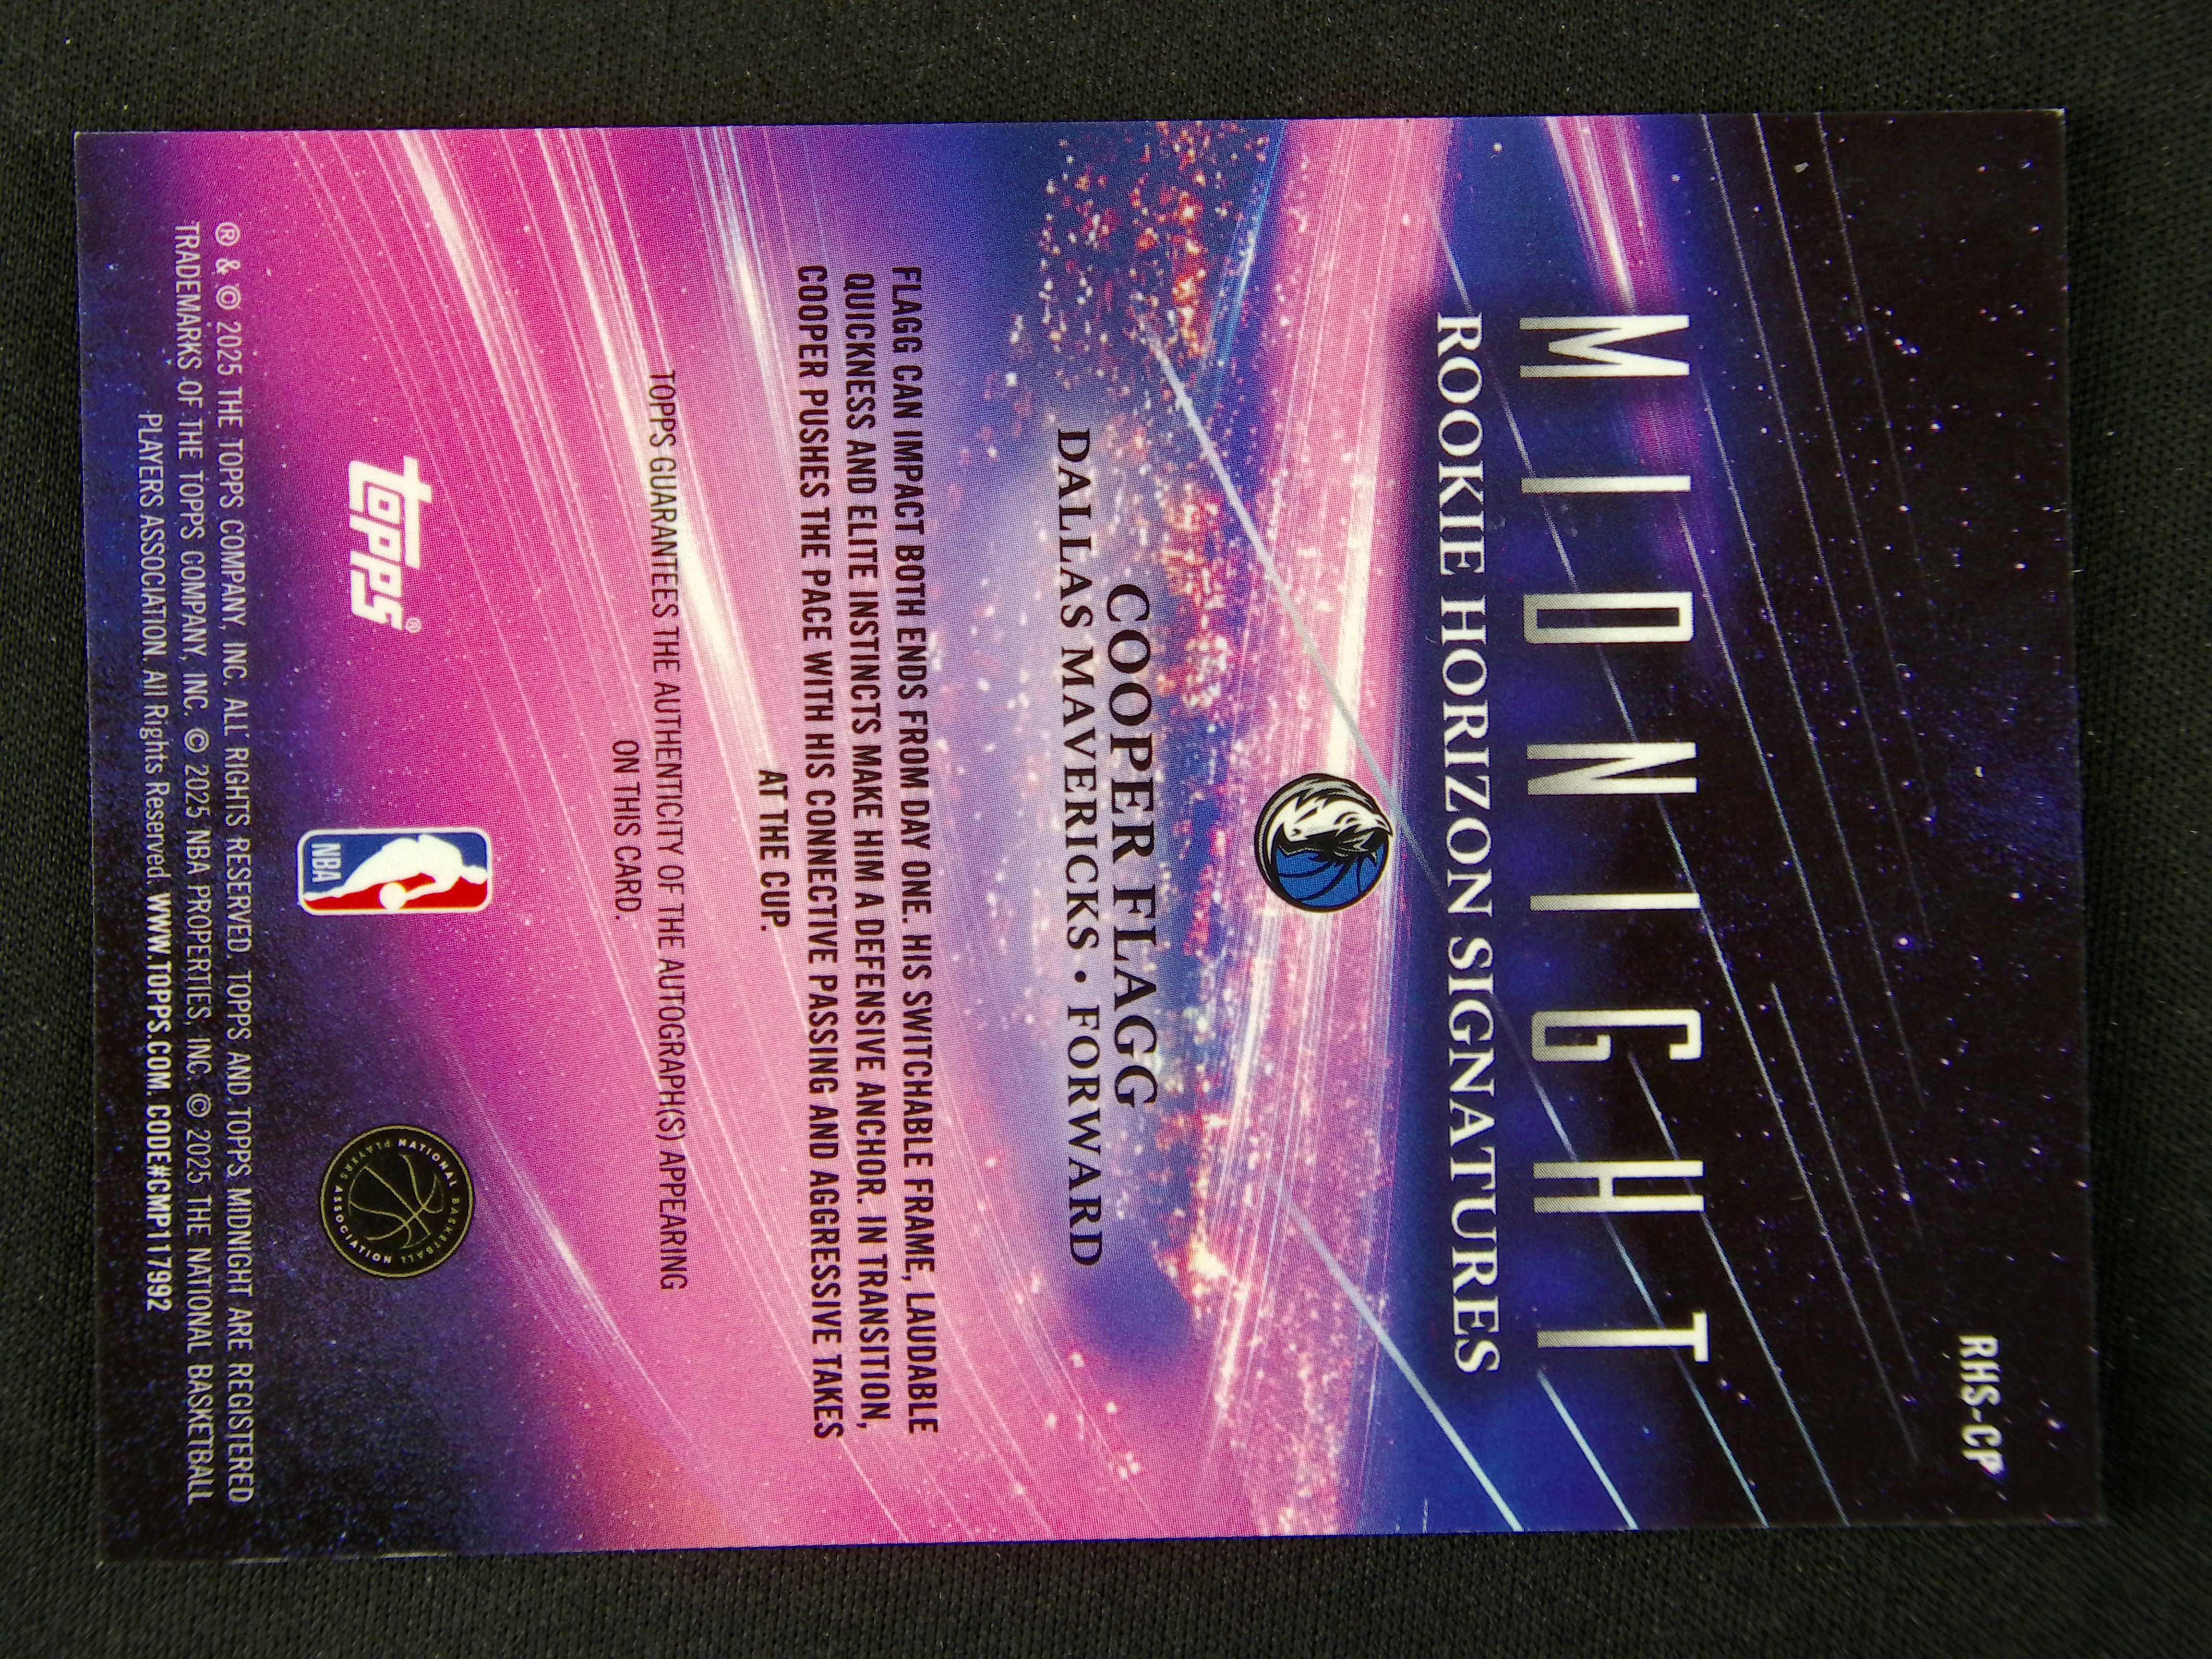 RHS-CF
MIDNIGHT
ROOKIE HORIZON SIGNATURES
COOPER FLAGG
DALLAS MAVERICKS • FORWARD
FLAGG CAN IMPACT BOTH ENDS FROM DAY ONE. HIS SWITCHABLE FRAME, LAUDABLE
QUICKNESS AND ELITE INSTINCTS MAKE HIM A DEFENSIVE ANCHOR. IN TRANSITION,
COOPER PUSHES THE PACE WITH HIS CONNECTIVE PASSING AND AGGRESSIVE TAKES
AT THE CUP.
TOPPS GUARANTEES THE AUTHENTICITY OF THE AUTOGRAPH(S) APPEARING
ON THIS CARD.
topps®
NBA
NATIONAL BASKETBALL
PLAYERS ASSOCIATION
® & © 2025 THE TOPPS COMPANY, INC. ALL RIGHTS RESERVED. TOPPS AND TOPPS MIDNIGHT ARE REGISTERED
TRADEMARKS OF THE TOPPS COMPANY, INC. © 2025 NBA PROPERTIES, INC. © 2025 THE NATIONAL BASKETBALL
PLAYERS ASSOCIATION. All Rights Reserved. WWW.TOPPS.COM. CODE#CMP117992